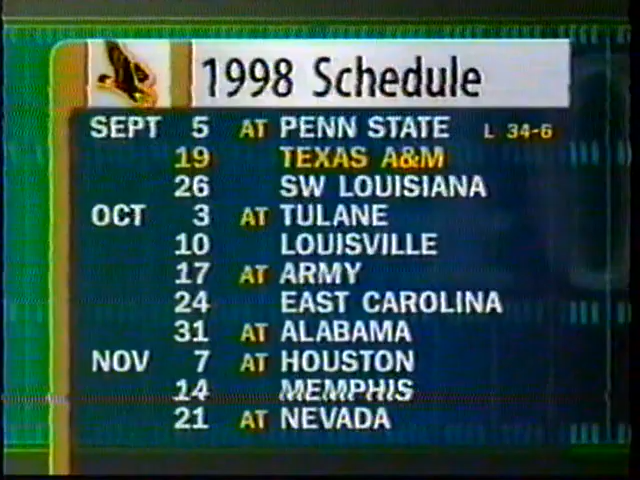 1998 Schedule
SEPT 5 AT PENN STATE L 34-6
19 TEXAS A&M
26 SW LOUISIANA
OCT 3 AT TULANE
10 LOUISVILLE
17 AT ARMY
24 EAST CAROLINA
31 AT ALABAMA
NOV 7 AT HOUSTON
14 MEMPHIS
21 AT NEVADA